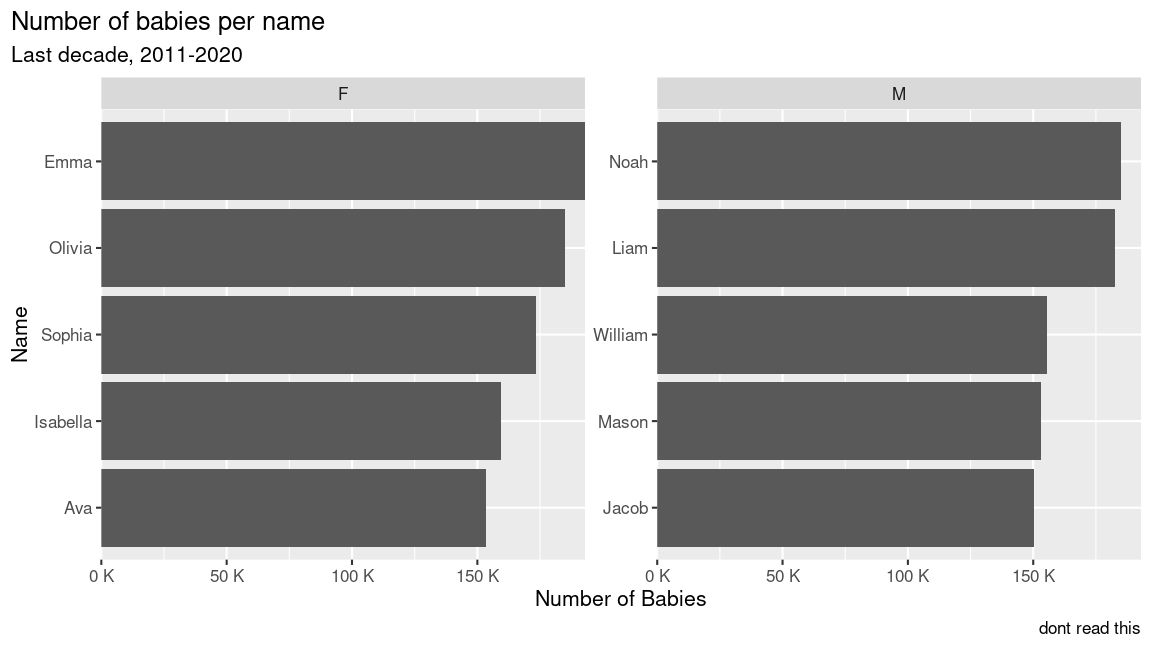 Number of babies per name
Last decade, 2011-2020
F
M
Name
Emma
Olivia
Sophia
Isabella
Ava
Noah
Liam
William
Mason
Jacob
0 K 50 K 100 K 150 K
0 K 50 K 100 K 150 K
Number of Babies
dont read this